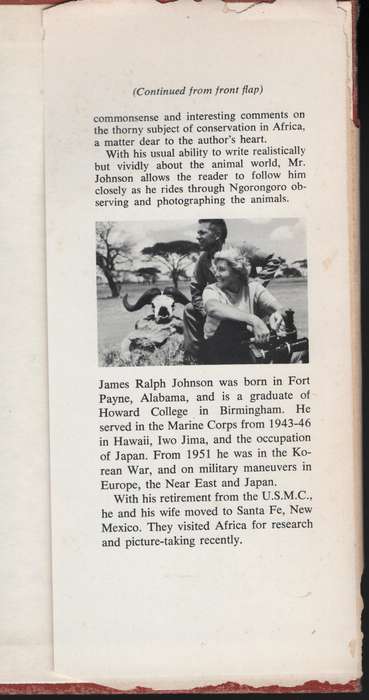 (Continued from front flap)
commonsense and interesting comments on
the thorny subject of conservation in Africa,
a matter dear to the author's heart.
With his usual ability to write realistically
but vividly about the animal world, Mr.
Johnson allows the reader to follow him
closely as he rides through Ngorongoro ob-
serving and photographing the animals.
James Ralph Johnson was born in Fort
Payne, Alabama, and is a graduate of
Howard College in Birmingham. He
served in the Marine Corps from 1943-46
in Hawaii, Iwo Jima, and the occupation
of Japan. From 1951 he was in the Ko-
rean War, and on military maneuvers in
Europe, the Near East and Japan.
With his retirement from the U.S.M.C.,
he and his wife moved to Santa Fe, New
Mexico. They visited Africa for research
and picture-taking recently.